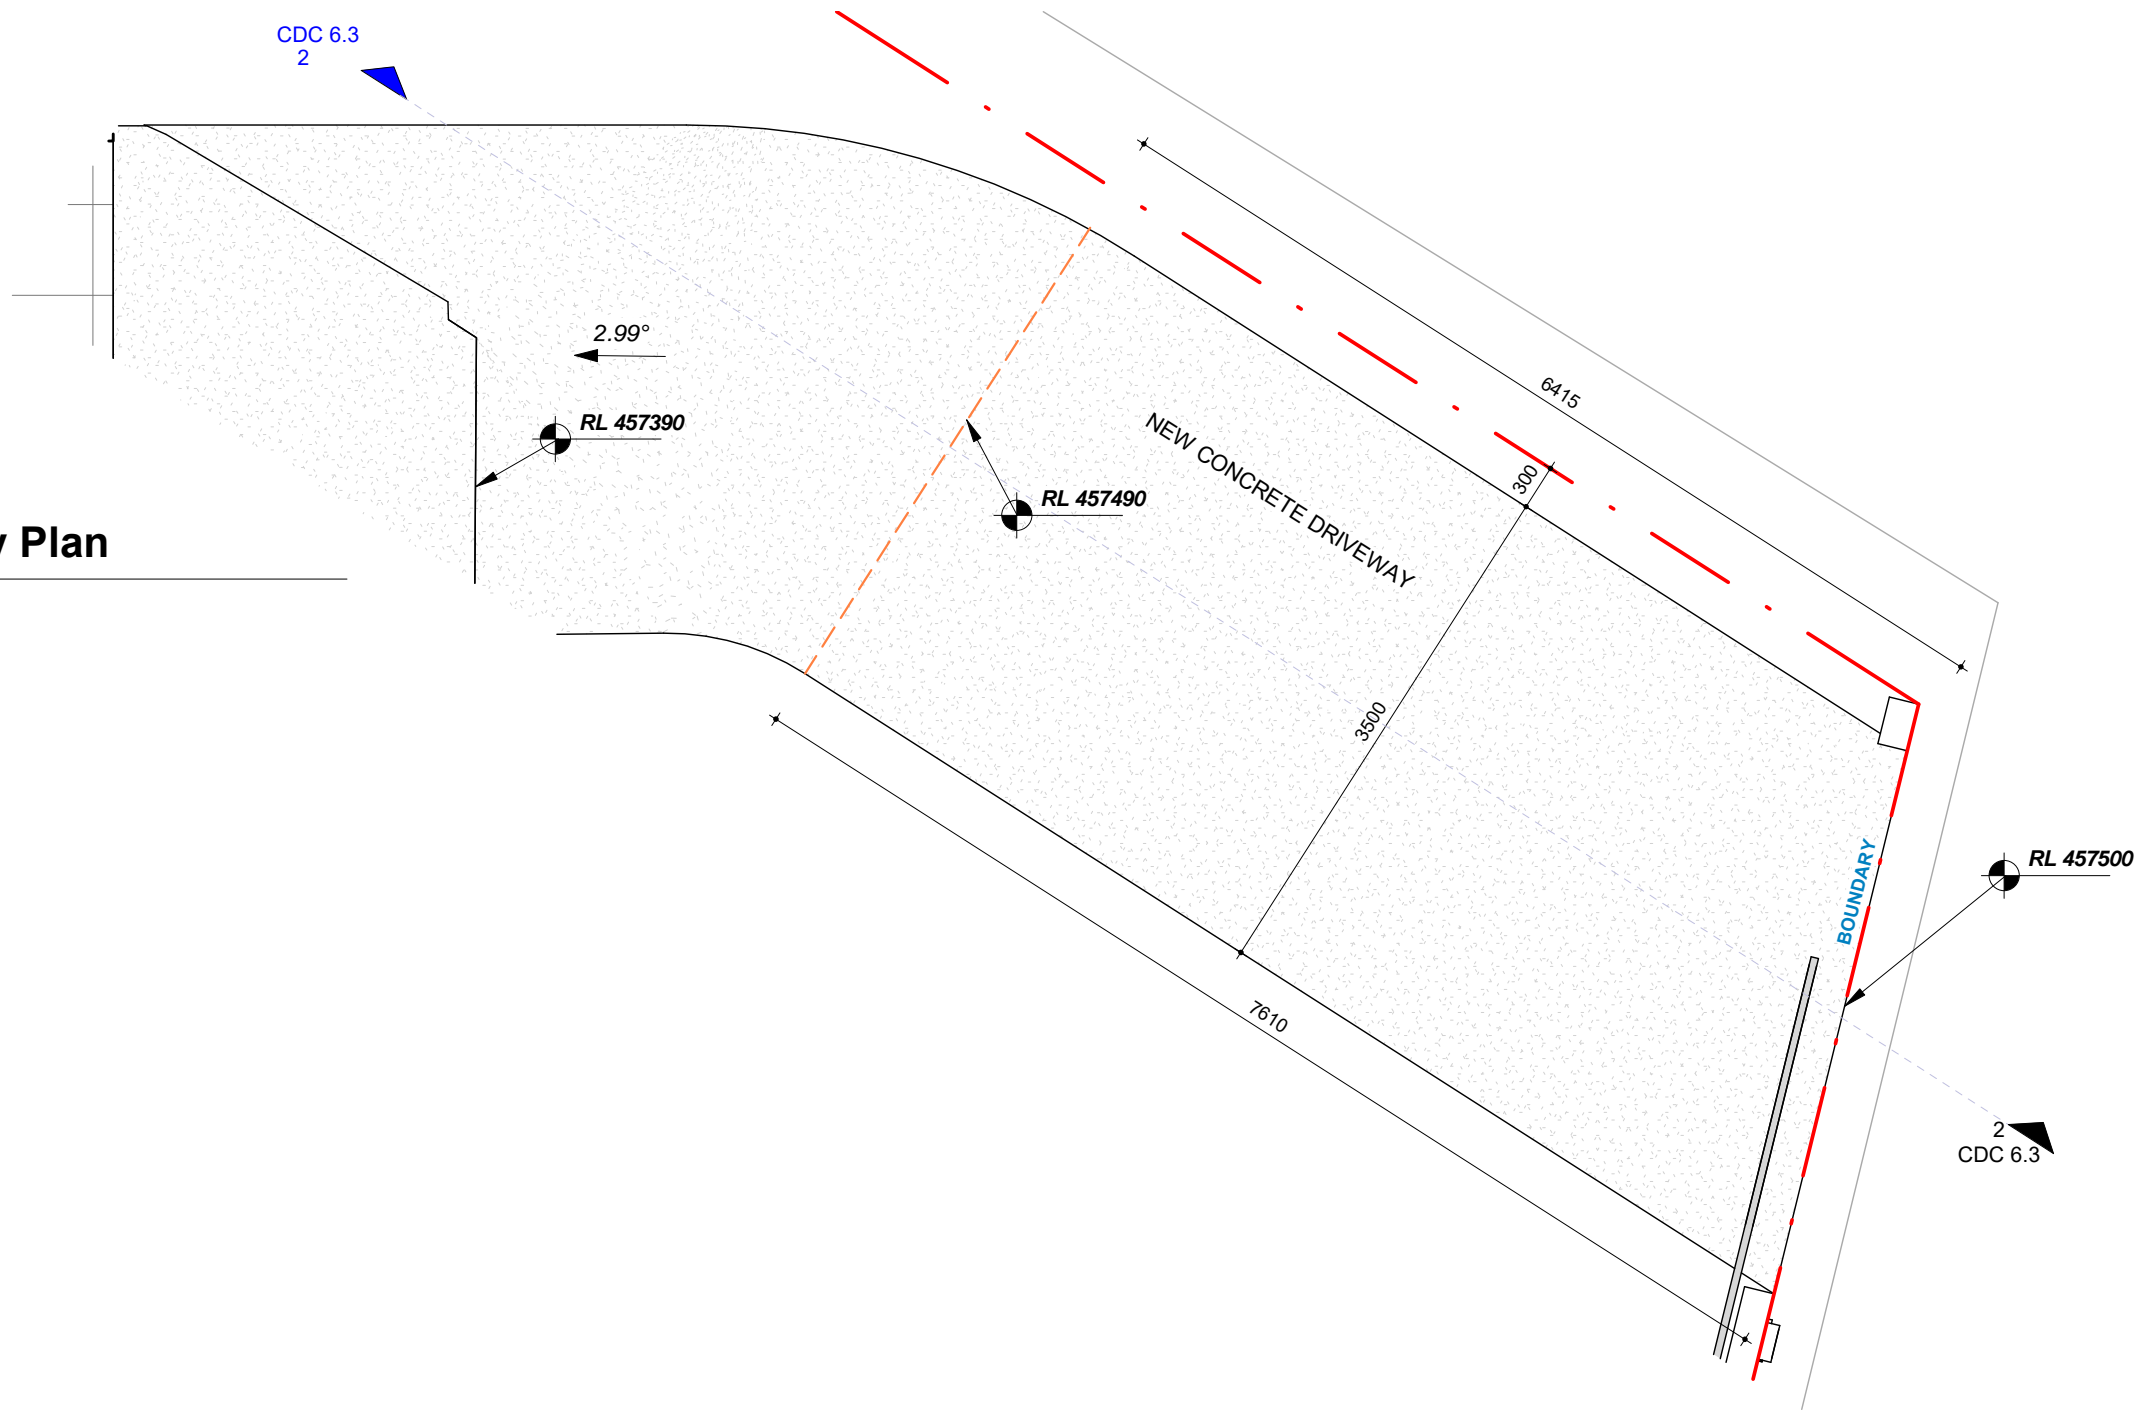 CDC 6.3
2
2.99°
6415
RL 457390
NEW CONCRETE DRIVEWAY
300
RL 457490
Plan
3500
BOUNDARY
RL 457500
7610
2
CDC 6.3